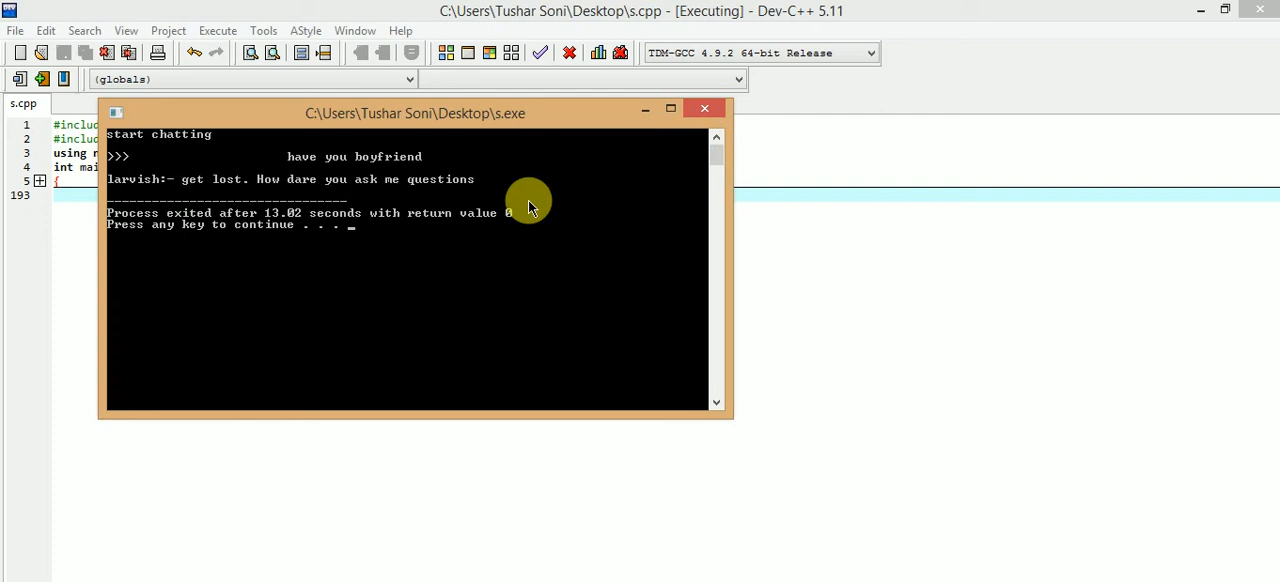 C:\Users\Tushar Soni\Desktop\s.cpp - [Executing] - Dev-C++ 5.11
File Edit Search View Project Execute Tools AStyle Window Help
TDM-GCC 4.9.2 64-bit Release
(globals)
s.cpp
C:\Users\Tushar Soni\Desktop\s.exe
1 #includ
2 #includ
3 using n
4 int mai
5 {
193
start chatting
>>> have you boyfriend
larvish:- get lost. How dare you ask me questions
--------------------------------
Process exited after 13.02 seconds with return value 0
Press any key to continue . . . _